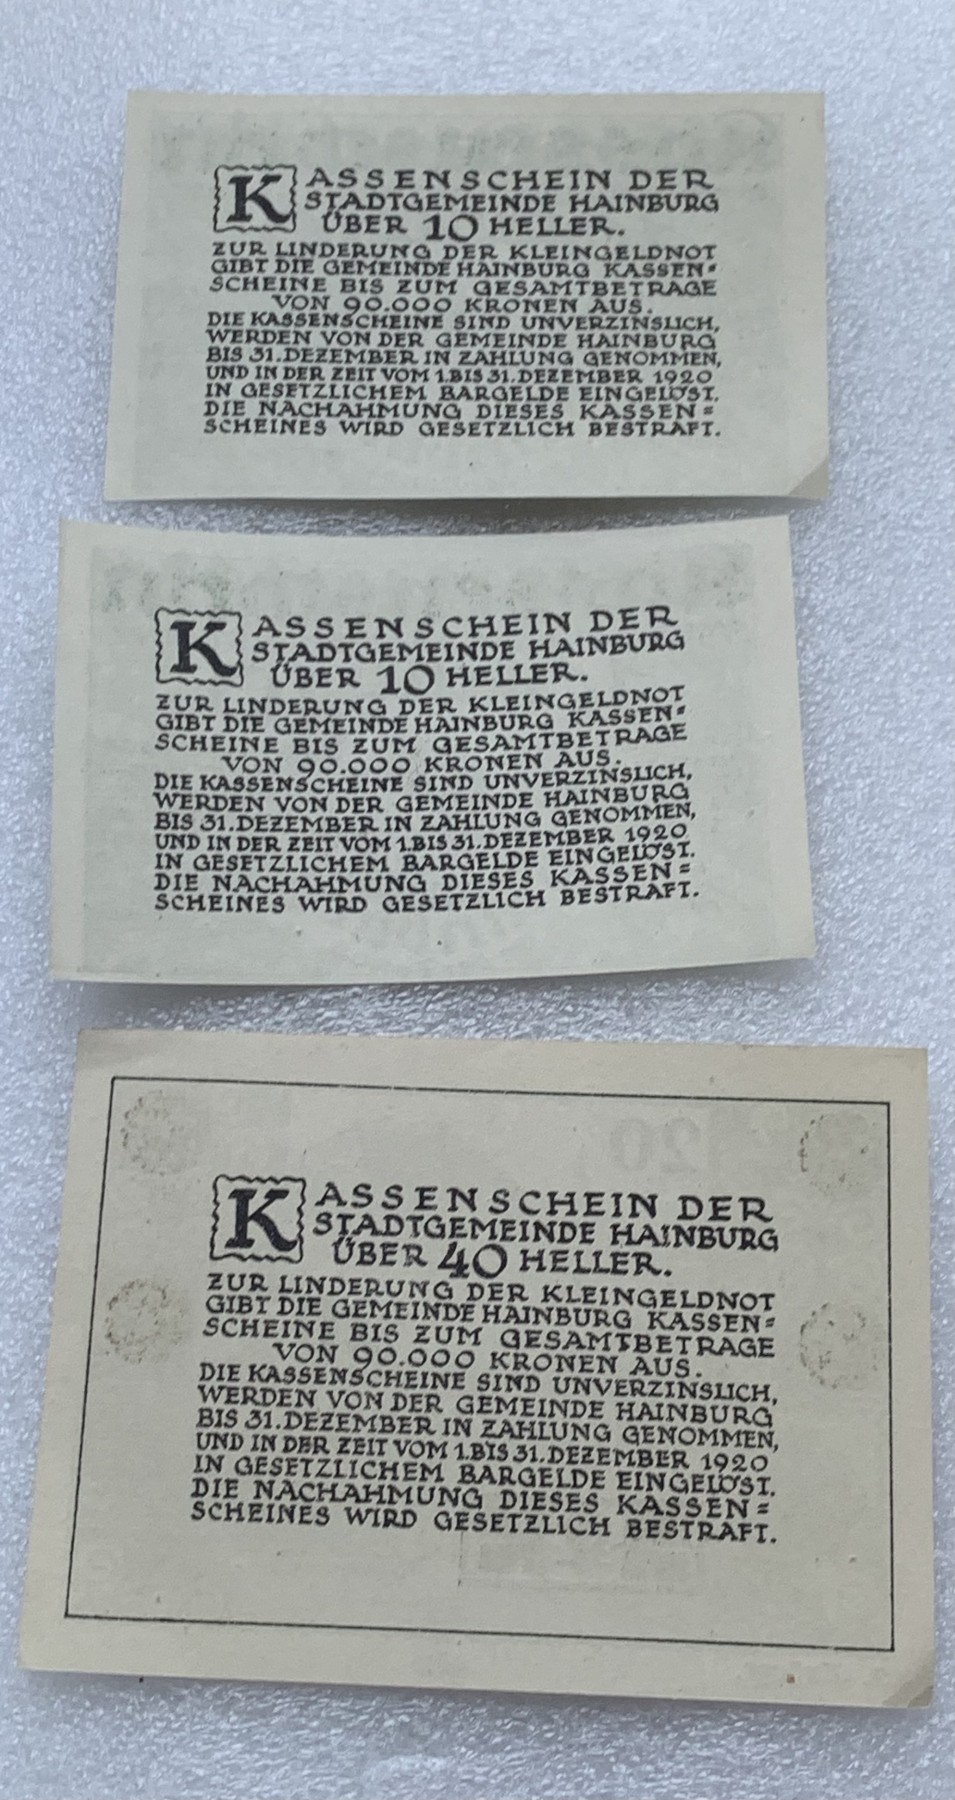 KASSENSCHEIN DER
STADTGEMEINDE HAINBURG
ÜBER 10 HELLER.
ZUR LINDERUNG DER KLEINGELDNOT
GIBT DIE GEMEINDE HAINBURG KASSEN=
SCHEINE BIS ZUM GESAMTBETRAGE
VON 90.000 KRONEN AUS.
DIE KASSENSCHEINE SIND UNVERZINSLICH,
WERDEN VON DER GEMEINDE HAINBURG
BIS 31. DEZEMBER IN ZAHLUNG GENOMMEN,
UND IN DER ZEIT VOM 1. BIS 31. DEZEMBER 1920
IN GESETZLICHEM BARGELDE EINGELÖST.
DIE NACHAHMUNG DIESES KASSEN=
SCHEINES WIRD GESETZLICH BESTRAFT.
KASSENSCHEIN DER
STADTGEMEINDE HAINBURG
ÜBER 10 HELLER.
ZUR LINDERUNG DER KLEINGELDNOT
GIBT DIE GEMEINDE HAINBURG KASSEN=
SCHEINE BIS ZUM GESAMTBETRAGE
VON 90.000 KRONEN AUS.
DIE KASSENSCHEINE SIND UNVERZINSLICH,
WERDEN VON DER GEMEINDE HAINBURG
BIS 31. DEZEMBER IN ZAHLUNG GENOMMEN,
UND IN DER ZEIT VOM 1. BIS 31. DEZEMBER 1920
IN GESETZLICHEM BARGELDE EINGELÖST.
DIE NACHAHMUNG DIESES KASSEN=
SCHEINES WIRD GESETZLICH BESTRAFT.
20
KASSENSCHEIN DER
STADTGEMEINDE HAINBURG
ÜBER 40 HELLER.
ZUR LINDERUNG DER KLEINGELDNOT
GIBT DIE GEMEINDE HAINBURG KASSEN=
SCHEINE BIS ZUM GESAMTBETRAGE
VON 90.000 KRONEN AUS.
DIE KASSENSCHEINE SIND UNVERZINSLICH,
WERDEN VON DER GEMEINDE HAINBURG
BIS 31. DEZEMBER IN ZAHLUNG GENOMMEN,
UND IN DER ZEIT VOM 1. BIS 31. DEZEMBER 1920
IN GESETZLICHEM BARGELDE EINGELÖST.
DIE NACHAHMUNG DIESES KASSEN=
SCHEINES WIRD GESETZLICH BESTRAFT.